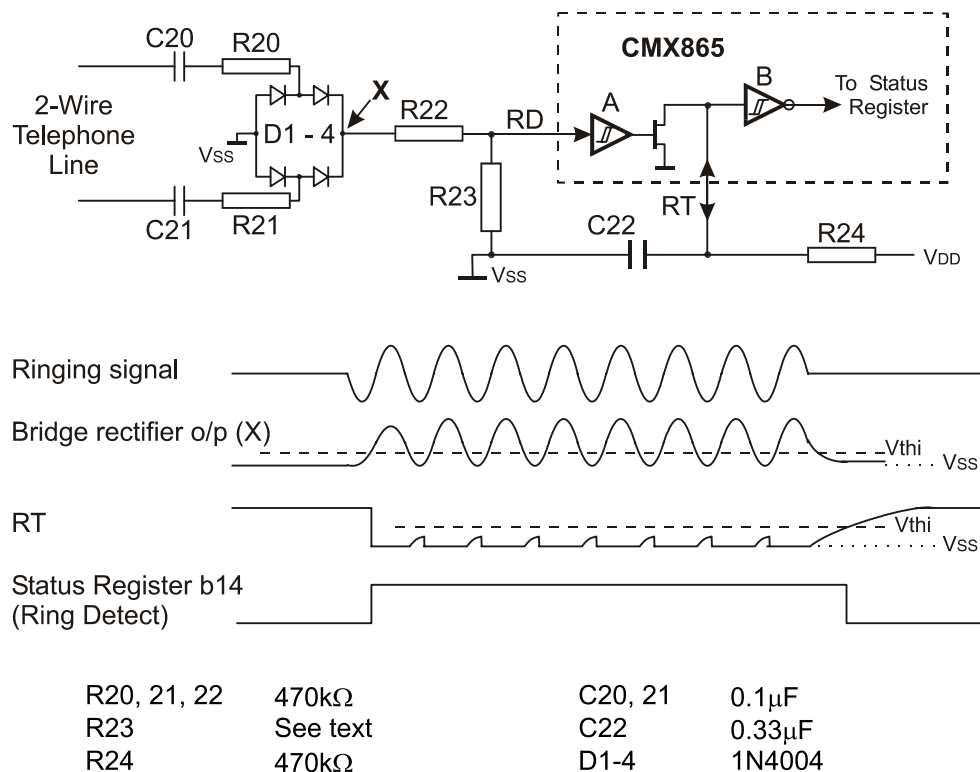 C20
R20
CMX865
X
B
A
To Status
Register
2-Wire
Telephone
Line
D1 - 4
R22
RD
VSS
C21
R21
R23
C22
RT
R24
VSS
VDD
Ringing signal
Bridge rectifier o/p (X)
Vthi
VSS
RT
Vthi
VSS
Status Register b14
(Ring Detect)
R20, 21, 22 470kΩ C20, 21 0.1μF
R23 See text C22 0.33μF
R24 470kΩ D1-4 1N4004